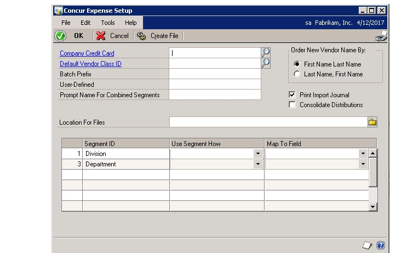 Concur Expense Setup
File Edit Tools Help sa Fabrikam, Inc. 4/12/2017
OK Cancel Create File
Company Credit Card
Default Vendor Class ID
Batch Prefix
User-Defined
Prompt Name For Combined Segments
Order New Vendor Name By:
First Name Last Name
Last Name, First Name
Print Import Journal
Consolidate Distributions
Location For Files
Segment ID Use Segment How Map To Field
1 Division
3 Department